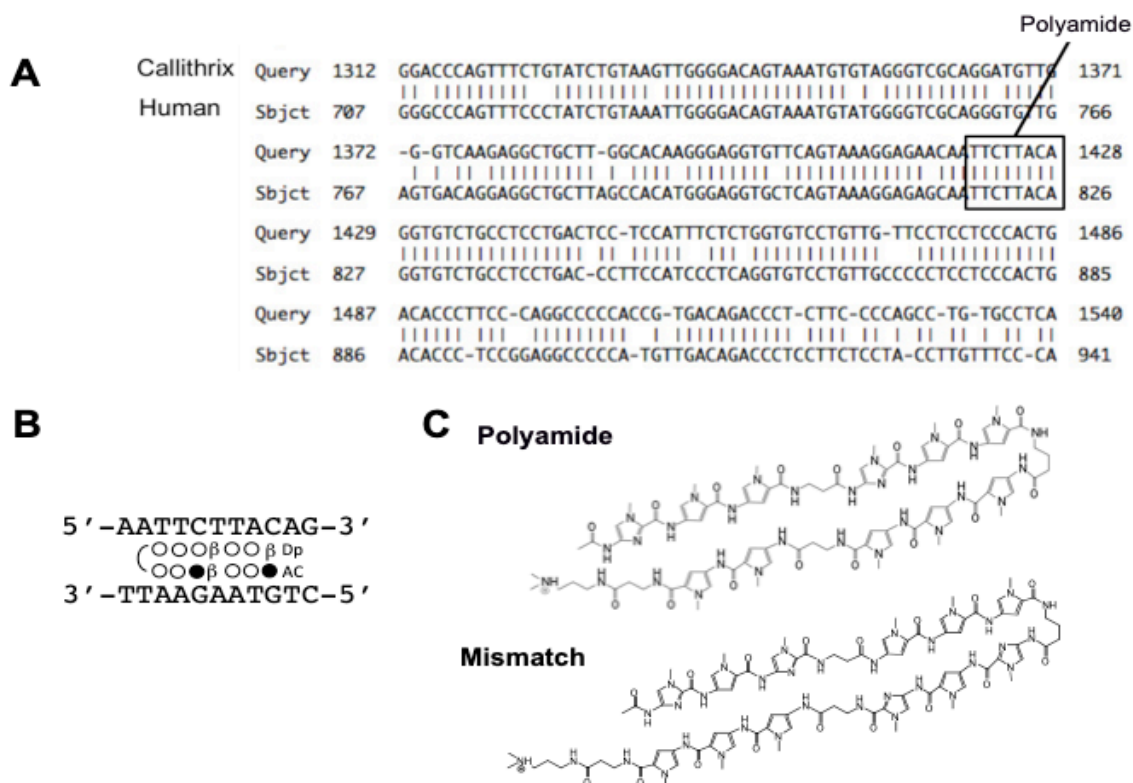 Polyamide
A
Callithrix Query 1312 GGACCCAGTTTCTGTATCTGTAAGTTGGGGACAGTAAATGTGTAGGGTCGCAGGATGTTG 1371
Human Sbjct 707 GGGCCCAGTTTCCCTATCTGTAAATTGGGGACAGTAAATGTATGGGGTCGCAGGGTGTTG 766
Query 1372 -G-GTCAAGAGGCTGCTT-GGCACAAGGGAGGTGTTCAGTAAAGGAGAACAATTCTTACA 1428
Sbjct 767 AGTGACAGGAGGCTGCTTAGCCACATGGGAGGTGCTCAGTAAAGGAGAGCAATTCTTACA 826
Query 1429 GGTGTCTGCCTCCTGACTCC-TCCATTTCTCTGGTGTCCTGTTG-TTCCTCCTCCCACTG 1486
Sbjct 827 GGTGTCTGCCTCCTGAC-CCTTCCATCCCTCAGGTGTCCTGTTGCCCCCTCCTCCCACTG 885
Query 1487 ACACCCTTCC-CAGGCCCCCACCG-TGACAGACCCT-CTTC-CCCAGCC-TG-TGCCTCA 1540
Sbjct 886 ACACCC-TCCGGAGGCCCCCA-TGTTGACAGACCCTCCTTCTCCTA-CCTTGTTTCC-CA 941
B
5′-AATTCTTACAG-3′
β β Dp
β AC
3′-TTAAGAATGTC-5′
C
Polyamide
Mismatch